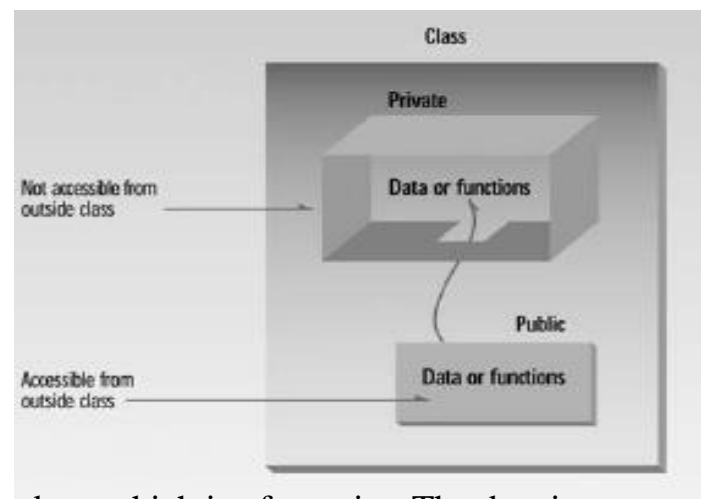 Class
Private
Data or functions
Not accessible from
outside class
Public
Data or functions
Accessible from
outside class